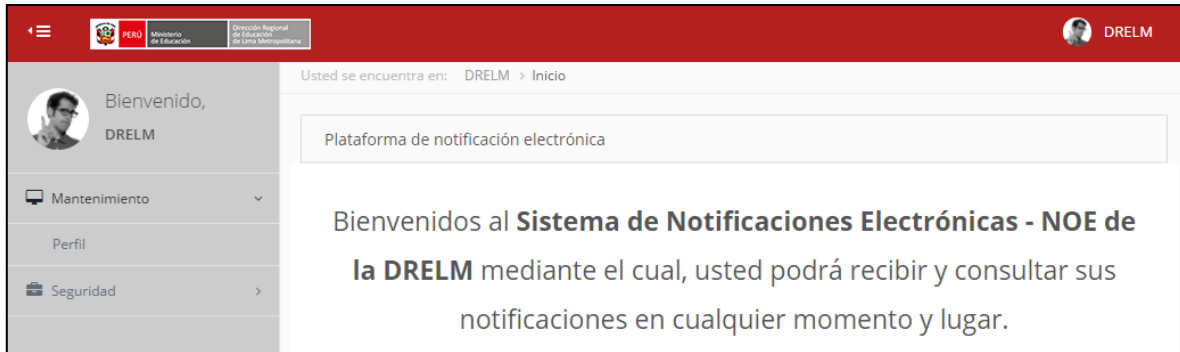 PERÚ
Ministerio
de Educación
Dirección Regional
de Educación
de Lima Metropolitana
DRELM
Usted se encuentra en: DRELM > Inicio
Bienvenido,
DRELM
Plataforma de notificación electrónica
Mantenimiento
Perfil
Seguridad
Bienvenidos al Sistema de Notificaciones Electrónicas - NOE de
la DRELM mediante el cual, usted podrá recibir y consultar sus
notificaciones en cualquier momento y lugar.